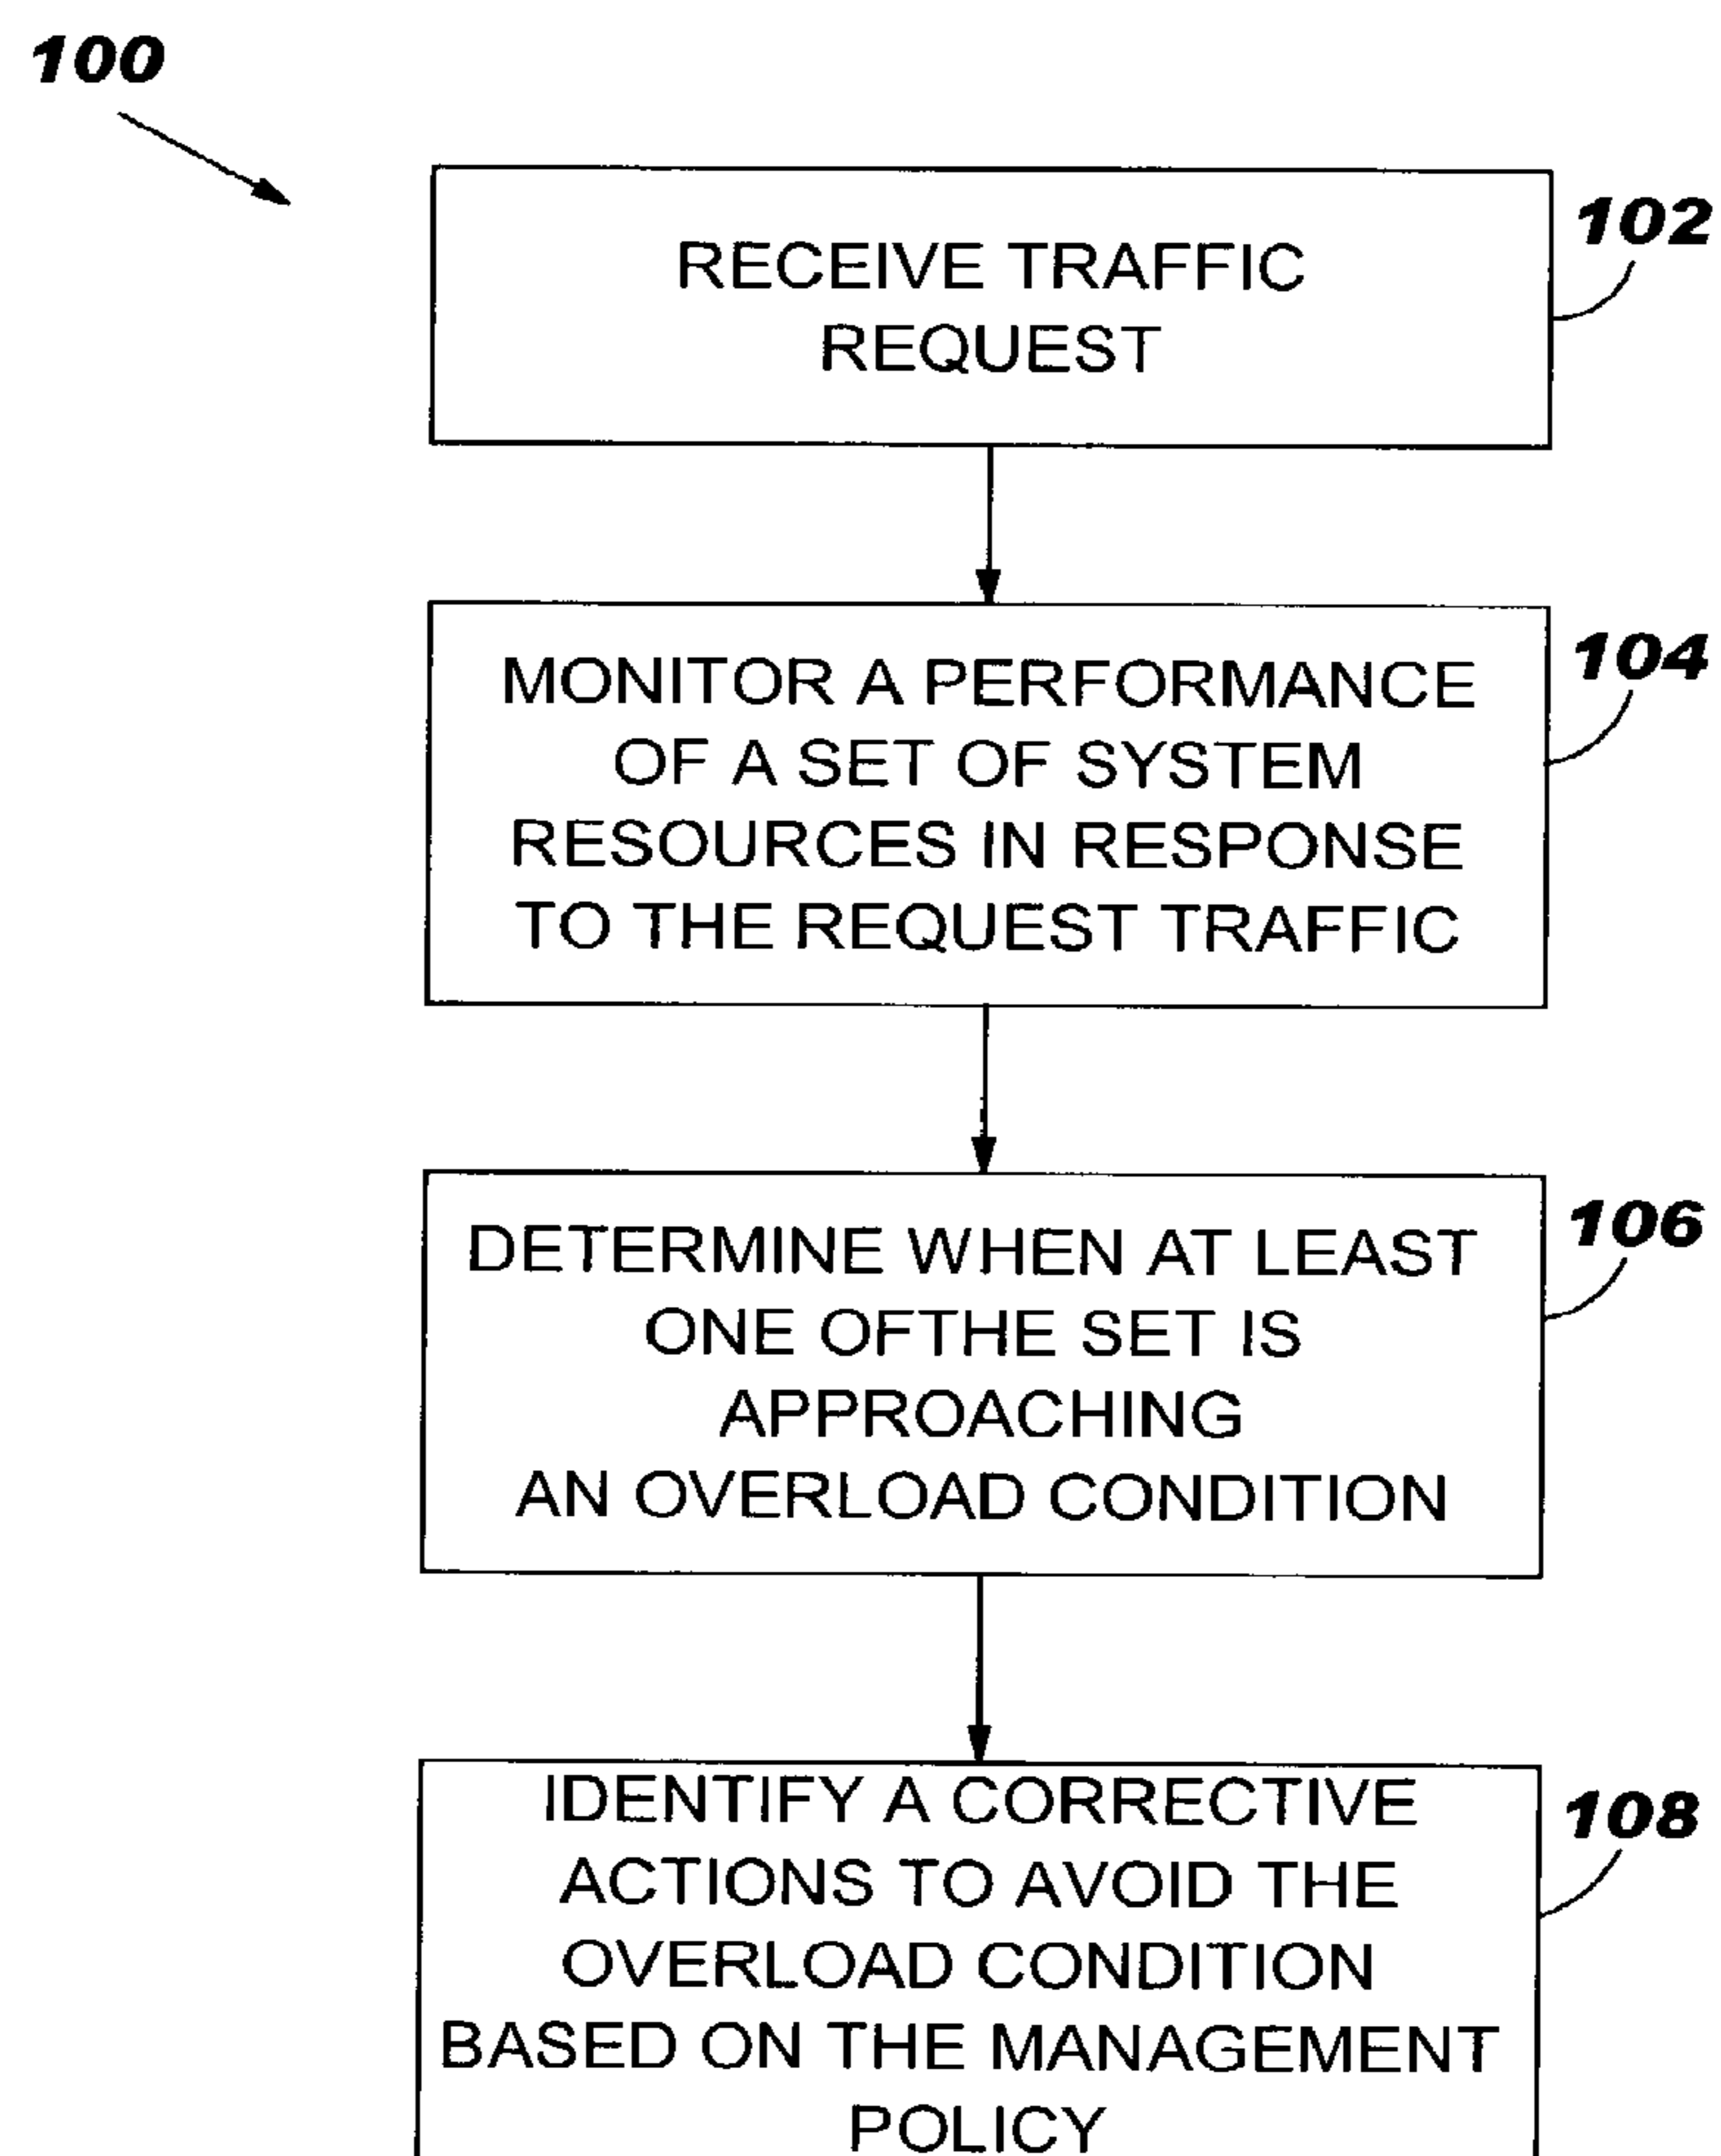 100
RECEIVE TRAFFIC
REQUEST
102
MONITOR A PERFORMANCE
OF A SET OF SYSTEM
RESOURCES IN RESPONSE
TO THE REQUEST TRAFFIC
104
DETERMINE WHEN AT LEAST
ONE OFTHE SET IS
APPROACHING
AN OVERLOAD CONDITION
106
IDENTIFY A CORRECTIVE
ACTIONS TO AVOID THE
OVERLOAD CONDITION
BASED ON THE MANAGEMENT
POLICY
108